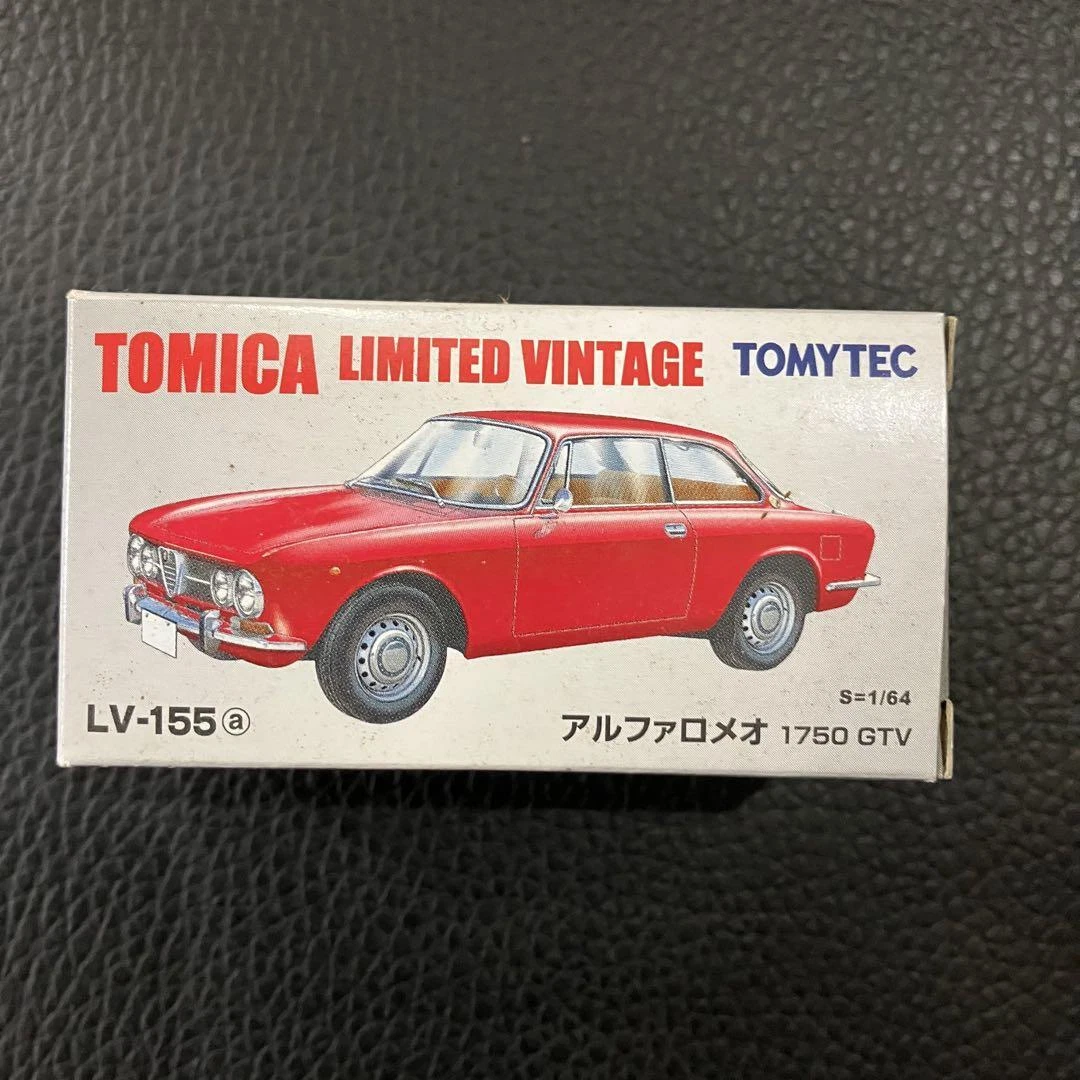 TOMICA LIMITED VINTAGE TOMYTEC
S=1/64
LV-155ⓐ アルファロメオ 1750 GTV